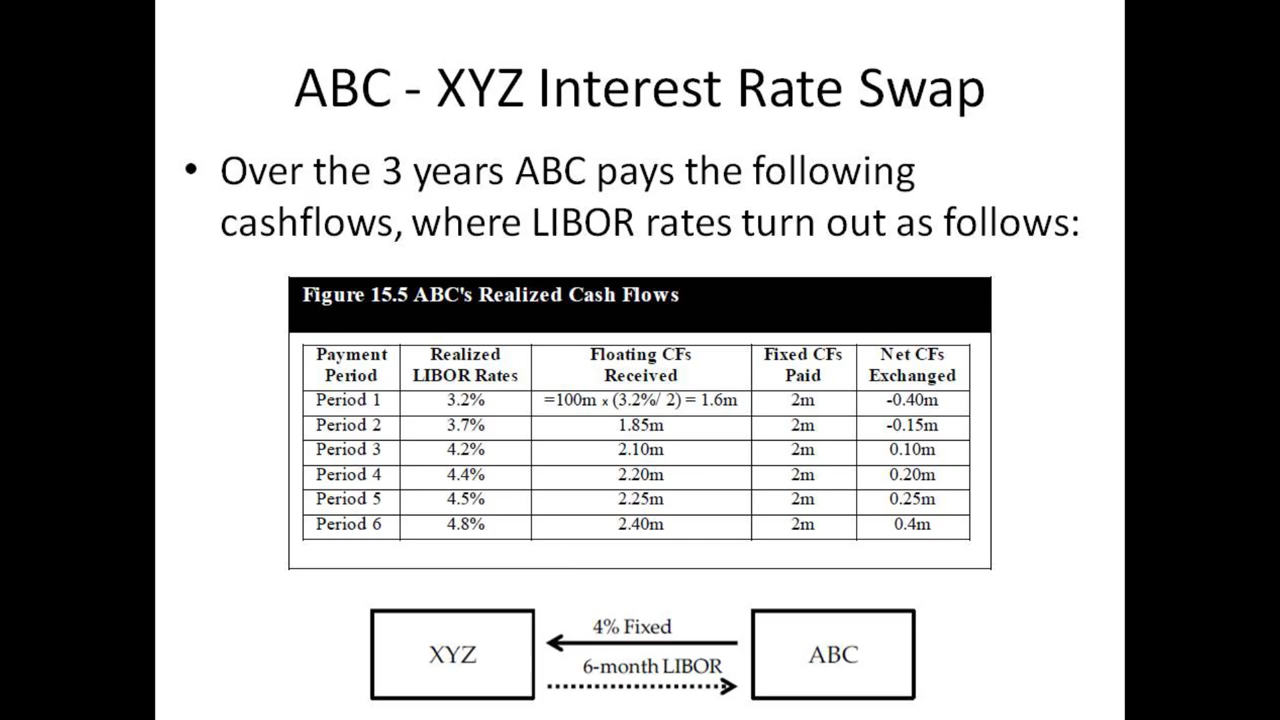 ABC - XYZ Interest Rate Swap
• Over the 3 years ABC pays the following
cashflows, where LIBOR rates turn out as follows:
Figure 15.5 ABC's Realized Cash Flows
Payment Period | Realized LIBOR Rates | Floating CFs Received | Fixed CFs Paid | Net CFs Exchanged
Period 1 | 3.2% | =100m x (3.2%/ 2) = 1.6m | 2m | -0.40m
Period 2 | 3.7% | 1.85m | 2m | -0.15m
Period 3 | 4.2% | 2.10m | 2m | 0.10m
Period 4 | 4.4% | 2.20m | 2m | 0.20m
Period 5 | 4.5% | 2.25m | 2m | 0.25m
Period 6 | 4.8% | 2.40m | 2m | 0.4m
4% Fixed
XYZ
ABC
6-month LIBOR